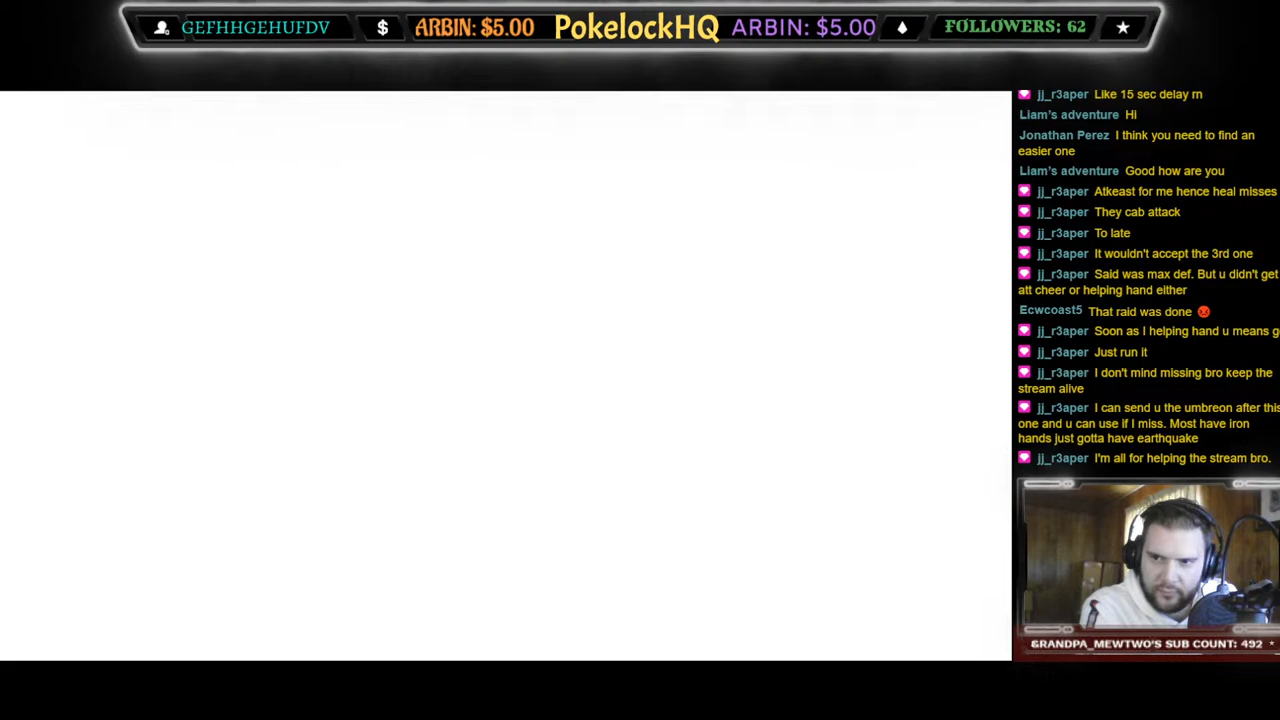 GEFHHGEHUFDV $ ARBIN: $5.00 PokelockHQ ARBIN: $5.00 FOLLOWERS: 62
jj_r3aper Like 15 sec delay rn
Liam's adventure Hi
Jonathan Perez I think you need to find an
easier one
Liam's adventure Good how are you
jj_r3aper Atkeast for me hence heal misses
jj_r3aper They cab attack
jj_r3aper To late
jj_r3aper It wouldn't accept the 3rd one
jj_r3aper Said was max def. But u didn't get
att cheer or helping hand either
Ecwcoast5 That raid was done
jj_r3aper Soon as I helping hand u means g
jj_r3aper Just run it
jj_r3aper I don't mind missing bro keep the
stream alive
jj_r3aper I can send u the umbreon after this
one and u can use if I miss. Most have iron
hands just gotta have earthquake
jj_r3aper I'm all for helping the stream bro.
GRANDPA_MEWTWO'S SUB COUNT: 492